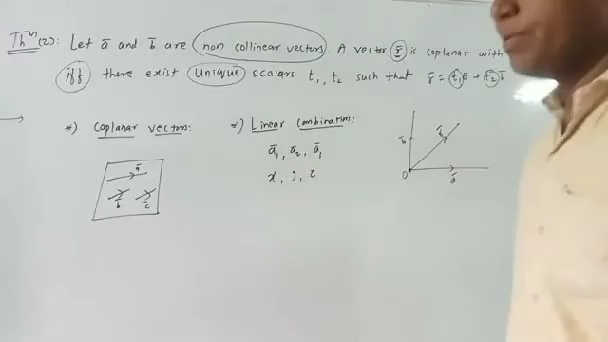 Th^m (2): Let ā and b̄ are non collinear vectors. A vector r̄ is coplanar with
iff there exist unique scalars t₁, t₂ such that r̄ = t₁ā + t₂b̄
*) Coplanar vectors:
*) Linear Combination:
ā
b̄
c̄
ā₁, ā₂, ā₃
O
ā